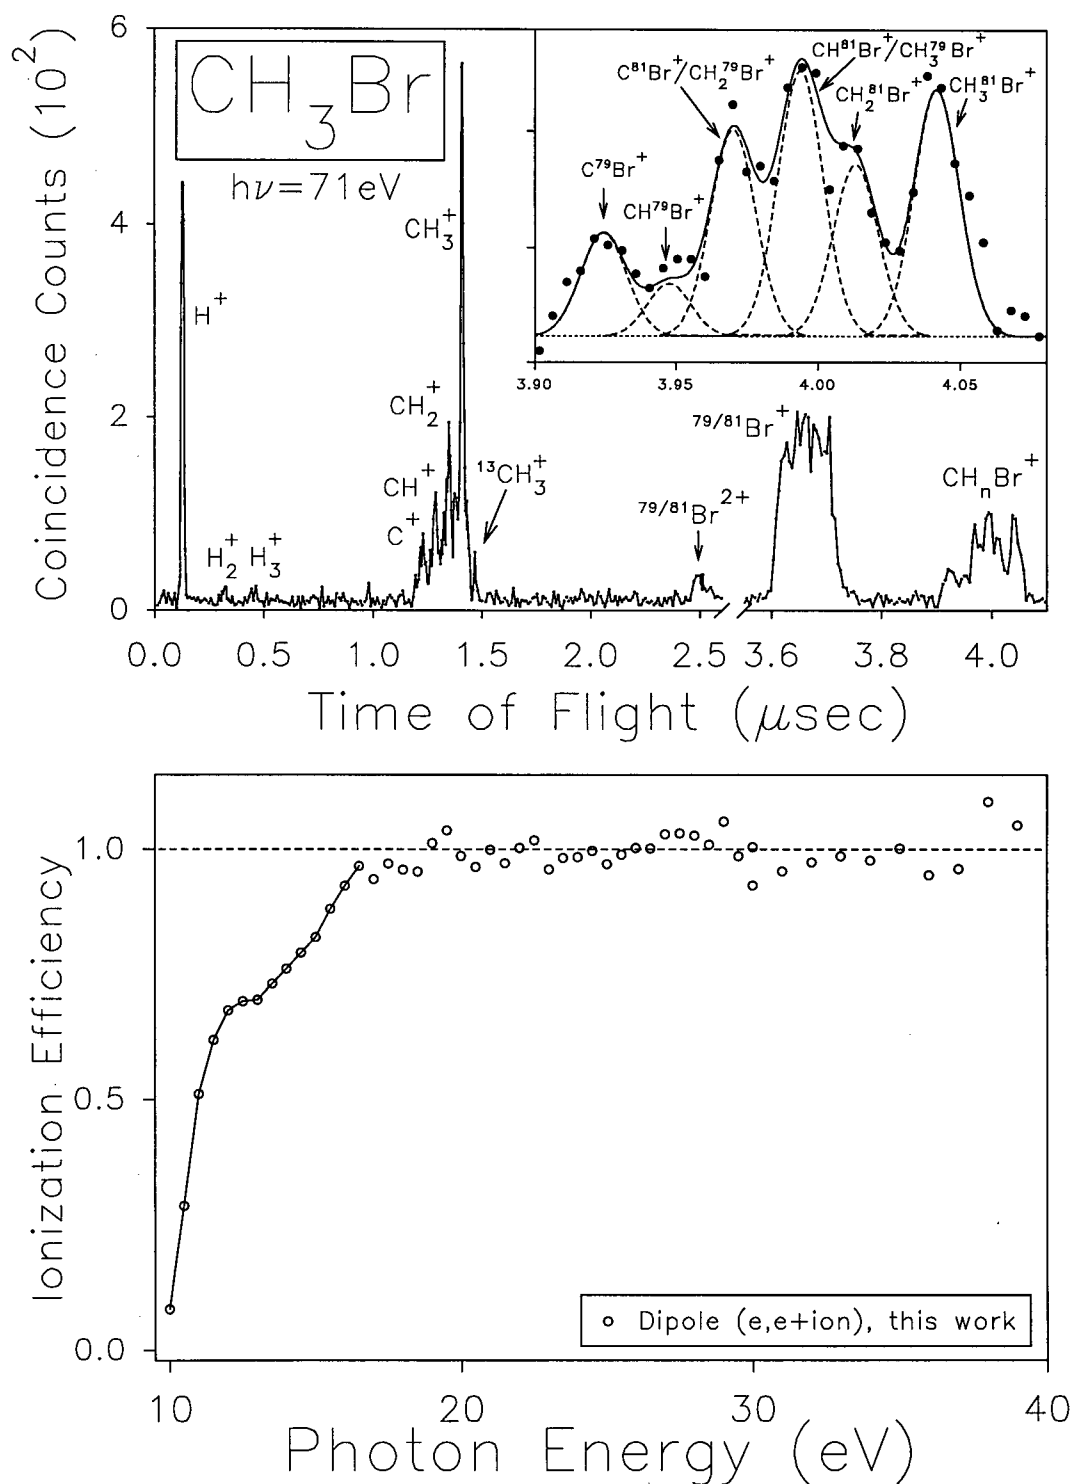 CH₃Br
hν=71eV
Coincidence Counts (10²)
6
4
2
0
H⁺
H₂⁺
H₃⁺
C⁺
CH⁺
CH₂⁺
CH₃⁺
¹³CH₃⁺
⁷⁹/⁸¹Br²⁺
⁷⁹/⁸¹Br⁺
CHₙBr⁺
C⁷⁹Br⁺
CH⁷⁹Br⁺
C⁸¹Br⁺/CH₂⁷⁹Br⁺
CH⁸¹Br⁺/CH₃⁷⁹Br⁺
CH₂⁸¹Br⁺
CH₃⁸¹Br⁺
3.90 3.95 4.00 4.05
0.0 0.5 1.0 1.5 2.0 2.5 3.6 3.8 4.0
Time of Flight (μsec)
Ionization Efficiency
1.0
0.5
0.0
Dipole (e,e+ion), this work
10 20 30 40
Photon Energy (eV)